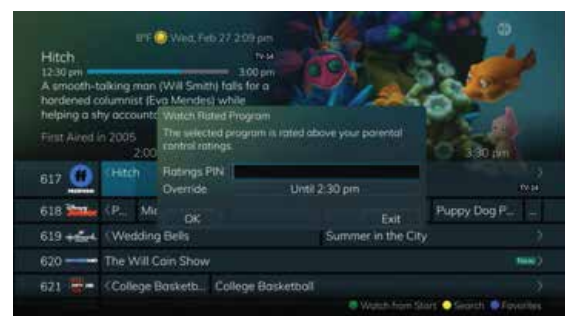 8°F Wed, Feb 27 2:09 pm
Hitch
TV-14
12:30 pm 3:00 pm
A smooth-talking man (Will Smith) falls for a
hardened columnist (Eva Mendes) while
helping a shy account
First Aired in 2005
Watch Rated Program
The selected program is rated above your parental
control ratings.
Ratings PIN
Override Until 2:30 pm
OK Exit
2:00 3:30 pm
617 Hitch TV-14
618 P... Mic Puppy Dog P... ...
619 Wedding Bells Summer in the City
620 The Will Cain Show New
621 College Basketb... College Basketball
Watch from Start Search Favorites